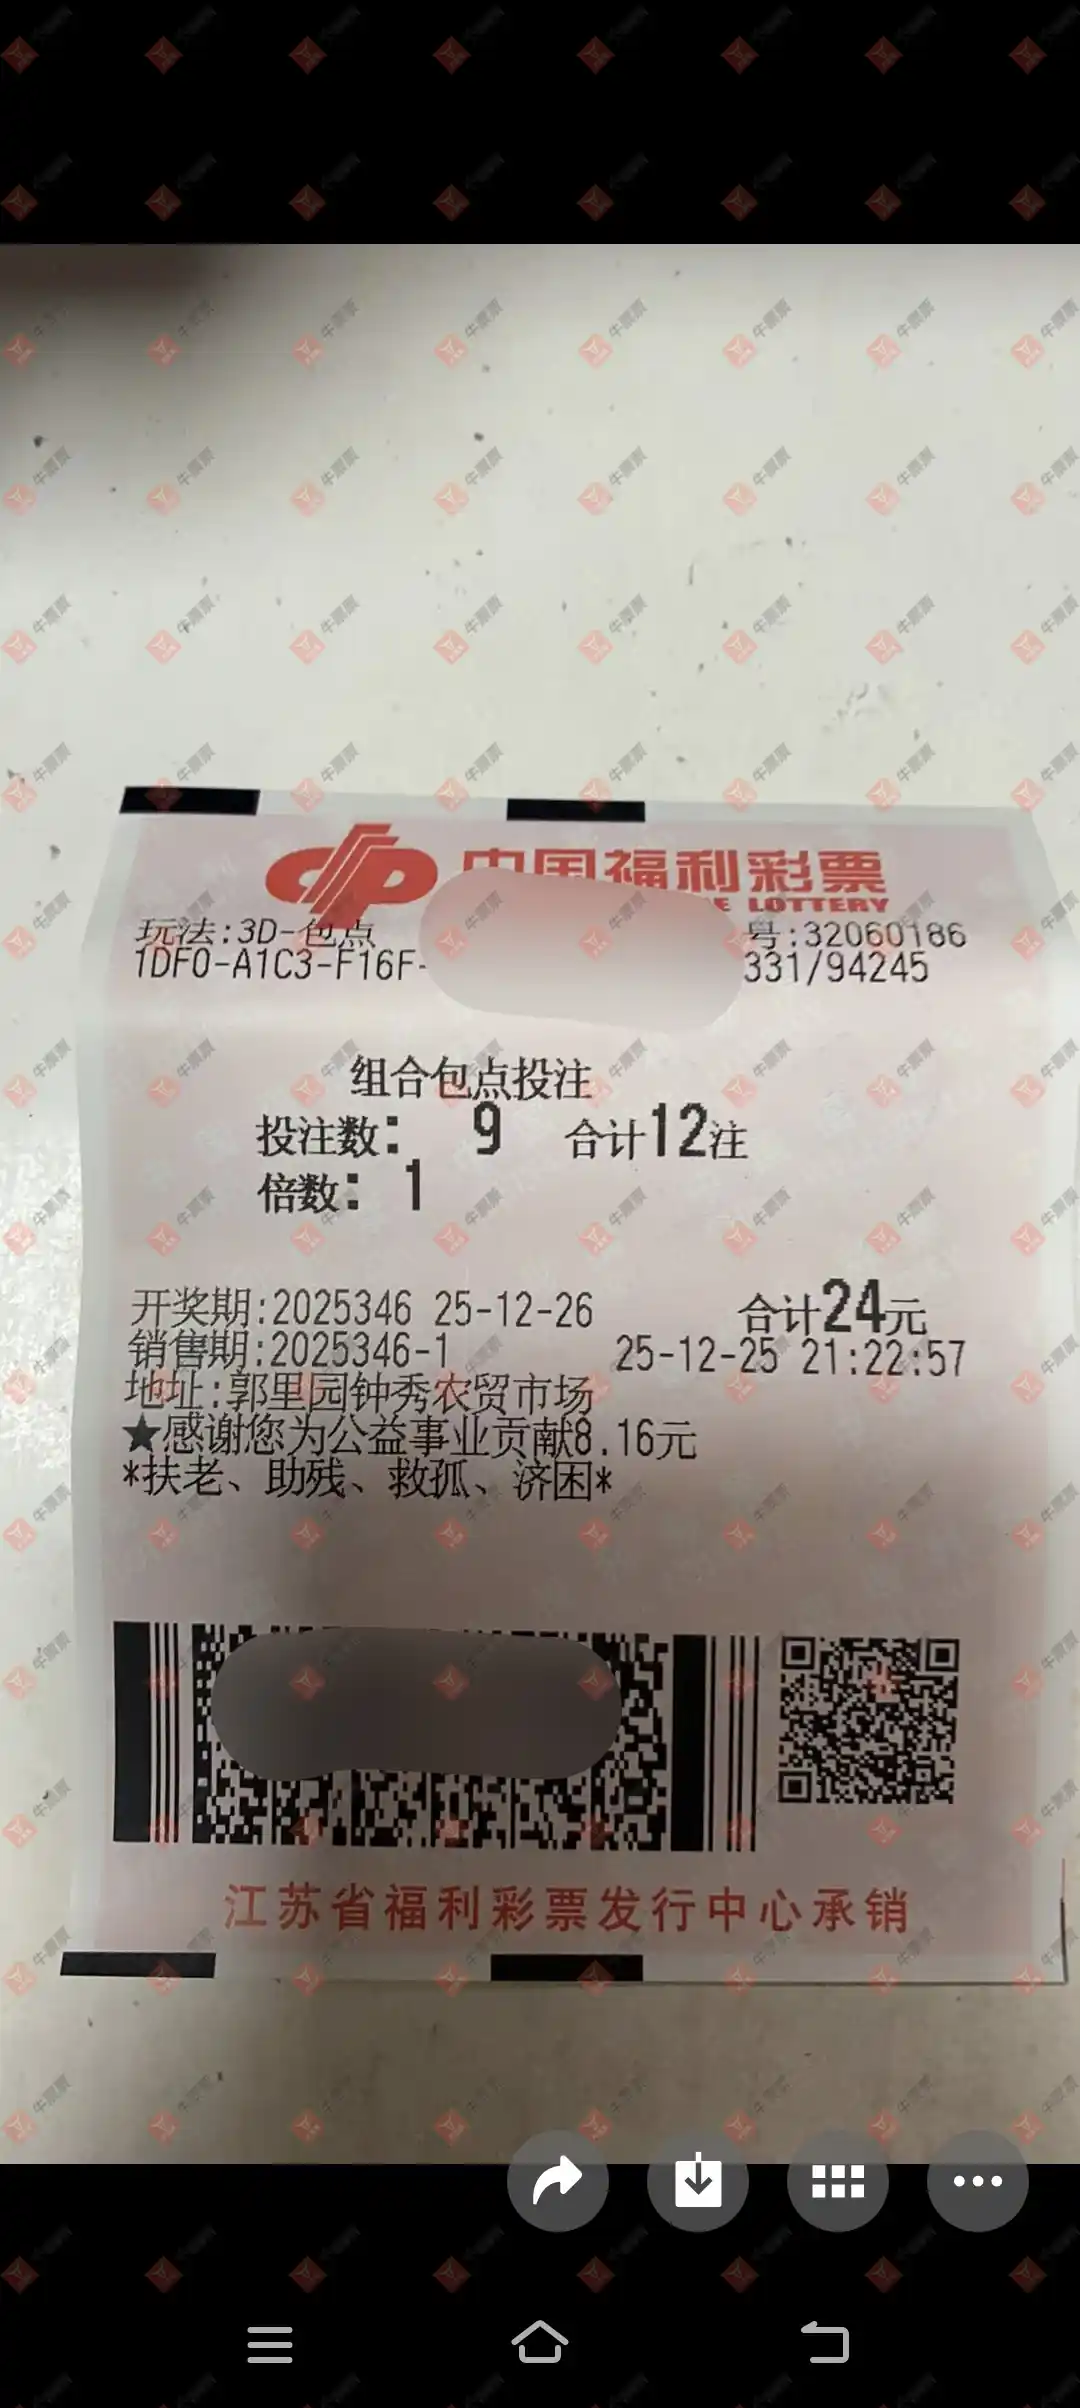 中国福利彩票
E LOTTERY
玩法:3D-包点
号:32060186
1DF0-A1C3-F16F-
331/94245
组合包点投注
投注数: 9 合计12注
倍数: 1
开奖期:2025346 25-12-26 合计24元
销售期:2025346-1 25-12-25 21:22:57
地址:郭里园钟秀农贸市场
★感谢您为公益事业贡献8.16元
*扶老、助残、救孤、济困*
江苏省福利彩票发行中心承销
牛票票